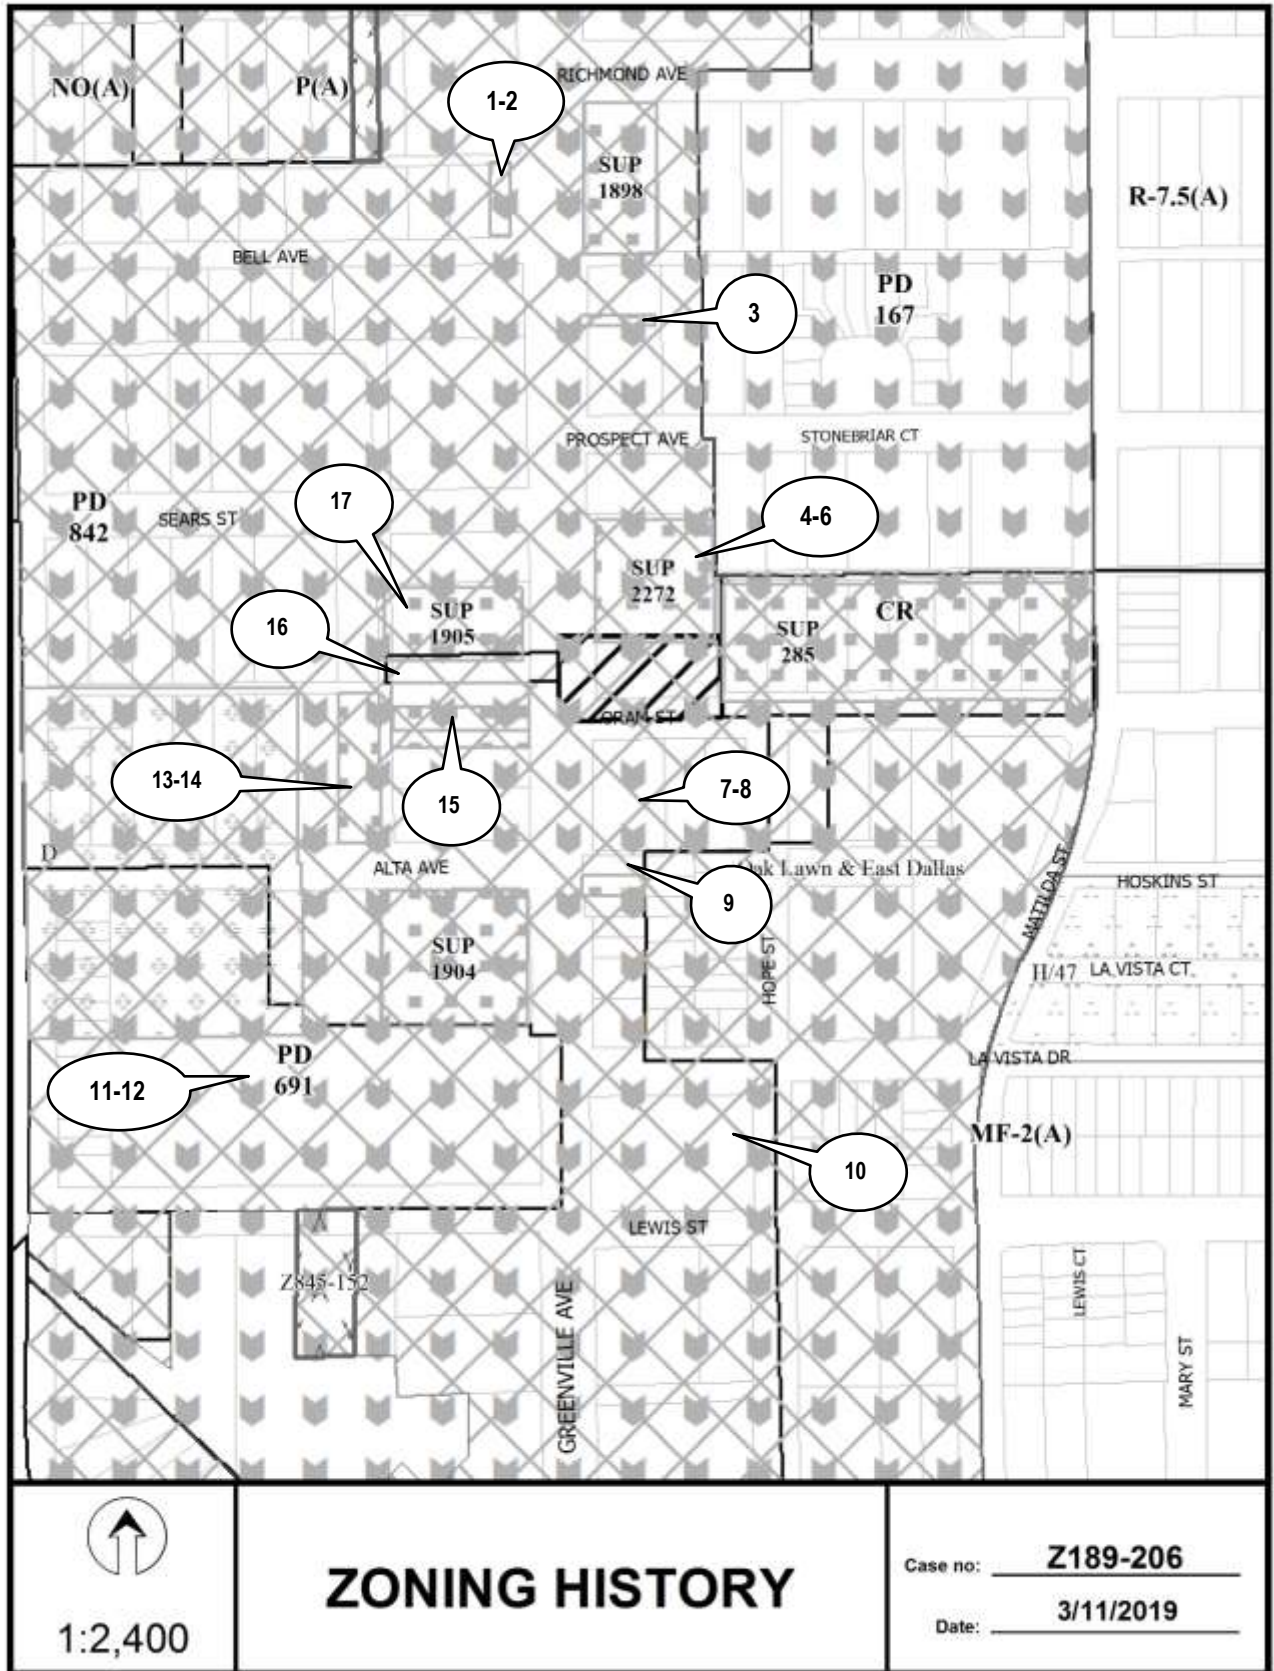 RICHMOND AVE
NO(A)
P(A)
1-2
SUP
1898
R-7.5(A)
BELL AVE
PD
167
3
PROSPECT AVE
STONEBRIAR CT
17
4-6
PD
842
SEARS ST
SUP
2272
SUP
1905
CR
SUP
285
16
ORAM ST
13-14
15
7-8
D
ALTA AVE
Oak Lawn & East Dallas
MATILDA ST
HOSKINS ST
9
SUP
1904
HOPE ST
H/47
LA VISTA CT
PD
691
LA VISTA DR
11-12
MF-2(A)
10
LEWIS ST
Z845-152
GREENVILLE AVE
LEWIS CT
MARY ST
1:2,400
ZONING HISTORY
Case no: Z189-206
Date: 3/11/2019